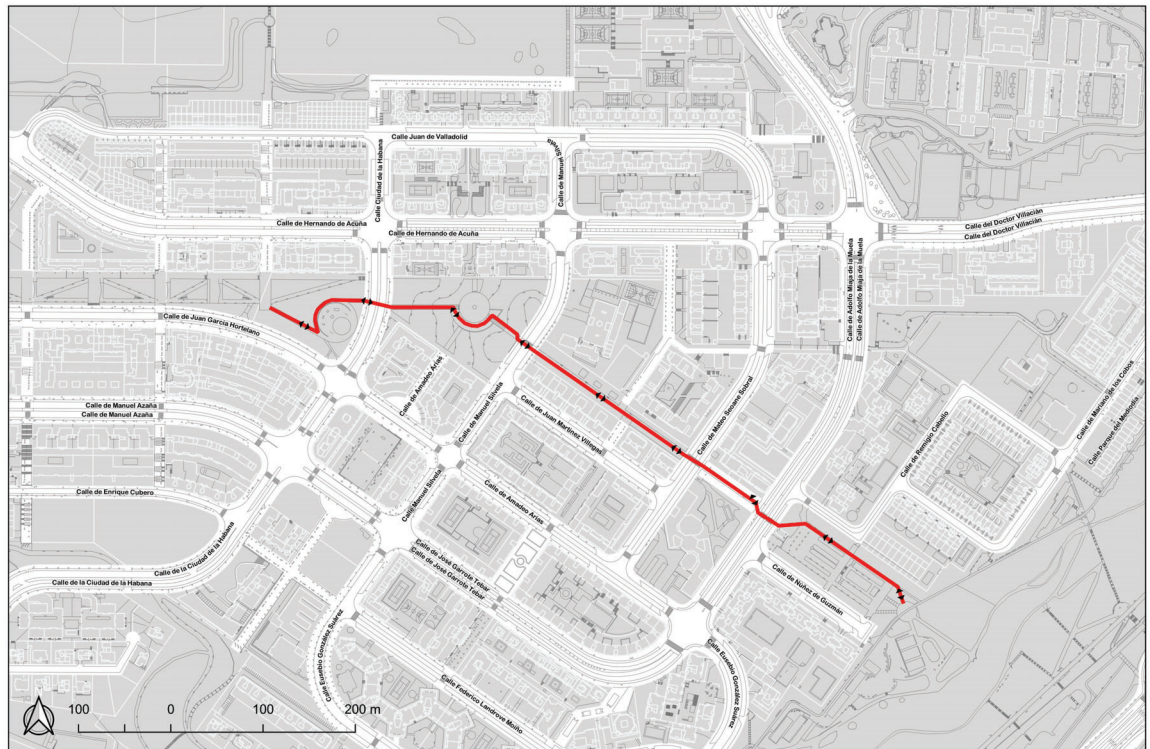 Calle Juan de Valladolid
Calle Ciudad de la Habana
Calle de Manuel Silvela
Calle de Hernando de Acuña
Calle de Hernando de Acuña
Calle del Doctor Villacián
Calle del Doctor Villacián
Calle de Adolfo Miaja de la Muela
Calle de Adolfo Miaja de la Muela
Calle de Juan García Hortelano
Calle de Amadeo Arias
Calle de Manuel Silvela
Calle de Juan Martínez Villegas
Calle de Mateo Seoane Sobral
Calle de Mariano de los Cobos
Calle Parque del Mediodía
Calle de Remigio Cabello
Calle de Manuel Azaña
Calle de Manuel Azaña
Calle de Enrique Cubero
Calle Manuel Silvela
Calle de Amadeo Arias
Calle de la Ciudad de la Habana
Calle de la Ciudad de la Habana
Calle de José Garrote Tebar
Calle de José Garrote Tebar
Calle de Nuñez de Guzmán
Calle Eusebio González Suárez
Calle Eusebio González Suárez
Calle Federico Landrove Moiño
100 0 100 200 m